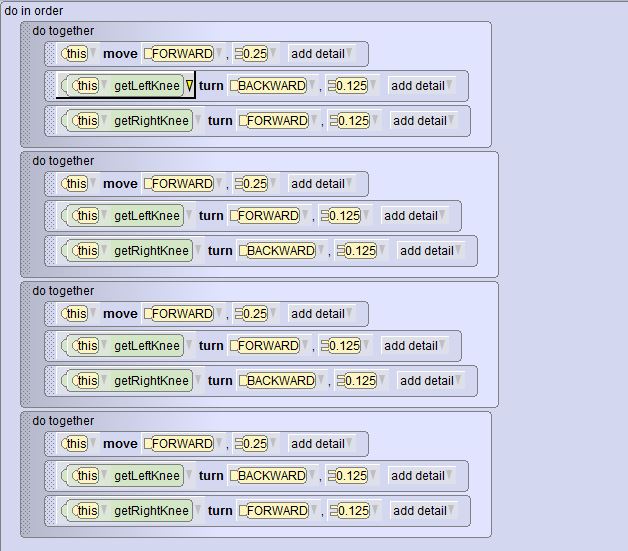 do in order
do together
this move FORWARD , 0.25 add detail
this getLeftKnee turn BACKWARD , 0.125 add detail
this getRightKnee turn FORWARD , 0.125 add detail
do together
this move FORWARD , 0.25 add detail
this getLeftKnee turn FORWARD , 0.125 add detail
this getRightKnee turn BACKWARD , 0.125 add detail
do together
this move FORWARD , 0.25 add detail
this getLeftKnee turn FORWARD , 0.125 add detail
this getRightKnee turn BACKWARD , 0.125 add detail
do together
this move FORWARD , 0.25 add detail
this getLeftKnee turn BACKWARD , 0.125 add detail
this getRightKnee turn FORWARD , 0.125 add detail